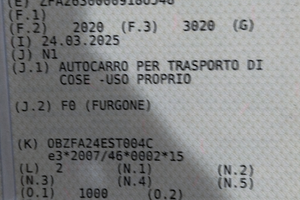 (E) ZFA26300009180548
(F.1)
(F.2) 2020 (F.3) 3020 (G)
(I) 24.03.2025
(J) N1
(J.1) AUTOCARRO PER TRASPORTO DI
COSE -USO PROPRIO
(J.2) F0 (FURGONE)
(K) OBZFA24EST004C
e3*2007/46*0002*15
(L) 2 (N.1) (N.2)
(N.3) (N.4) (N.5)
(O.1) 1000 (O.2)